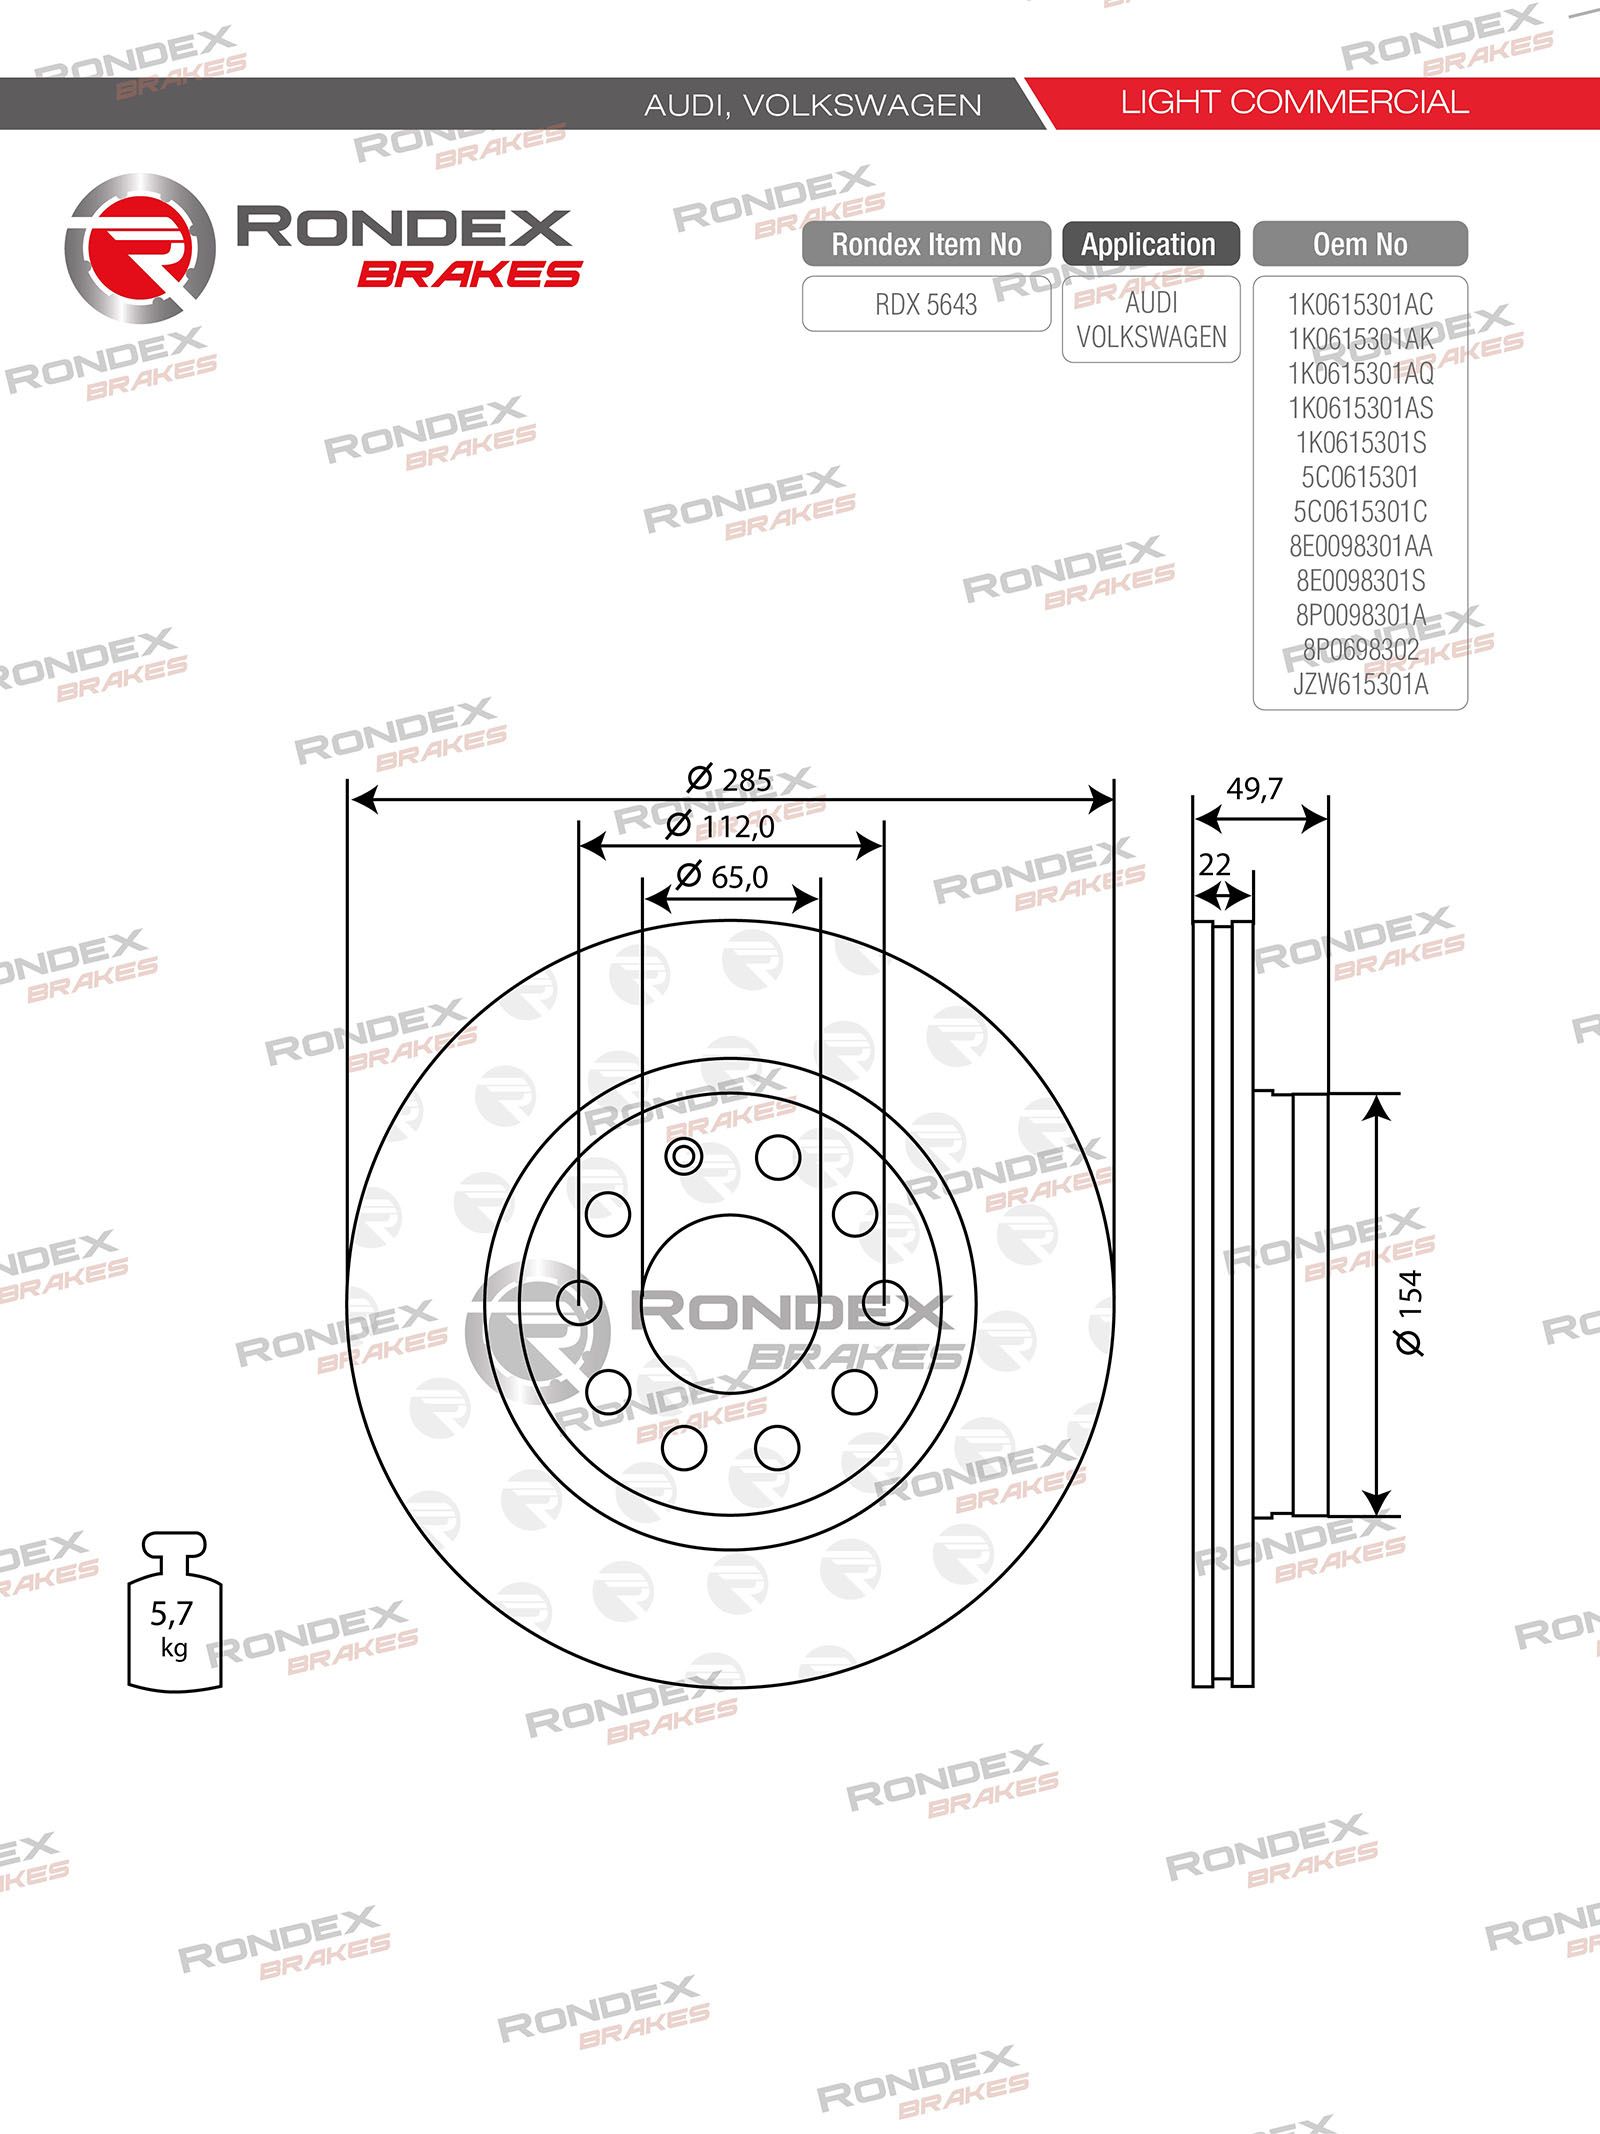 AUDI, VOLKSWAGEN
LIGHT COMMERCIAL
RONDEX
BRAKES
Rondex Item No
RDX 5643
Application
AUDI
VOLKSWAGEN
Oem No
1K0615301AC
1K0615301AK
1K0615301AQ
1K0615301AS
1K0615301S
5C0615301
5C0615301C
8E0098301AA
8E0098301S
8P0098301A
8P0698302
JZW615301A
Ø 285
Ø 112,0
Ø 65,0
49,7
22
Ø 154
RONDEX
BRAKES
5,7
kg